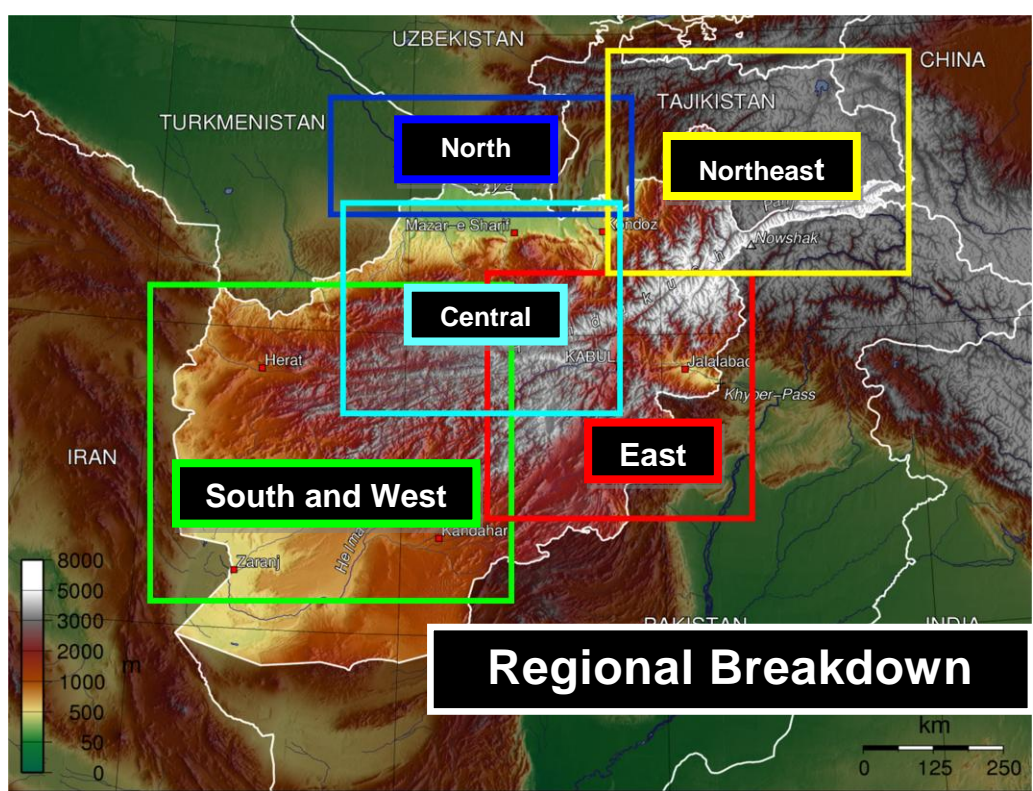 UZBEKISTAN
CHINA
TURKMENISTAN
TAJIKISTAN
North
Northeast
Mazar-e Sharif
Kondoz
Nowshak
Central
Herat
KABUL
Jalalabad
Khyber-Pass
IRAN
East
South and West
Kandahar
Zaranj
8000
5000
3000
2000
1000
500
50
0
m
PAKISTAN
INDIA
Regional Breakdown
km
0 125 250